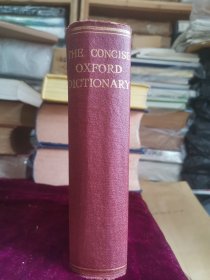 THE CONCISE
OXFORD
DICTIONARY